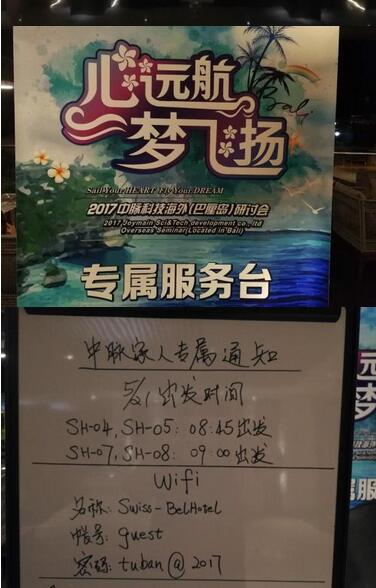 心远航
Bali
梦飞扬
Sail Your HEART Fly Your DREAM
2017中脉科技海外(巴厘岛)研讨会
2017 Joymain Sci&Tech development co., ltd
Overseas Seminar(Located in Bali)
专属服务台
中脉家人专属通知
5/21出发时间
SH-04, SH-05: 08:45出发
SH-07, SH-08: 09:00出发
Wifi
名称: Swiss-BelHotel
帐号: guest
密码: tuban@2017